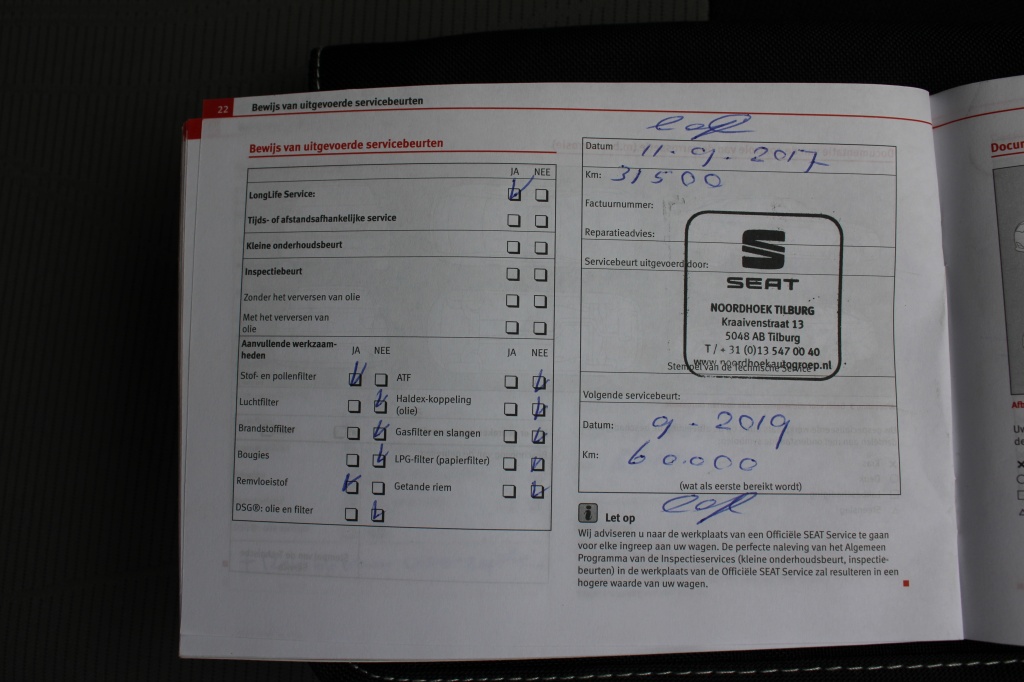 22 Bewijs van uitgevoerde servicebeurten
Bewijs van uitgevoerde servicebeurten
JA NEE
LongLife Service:
Tijds- of afstandsafhankelijke service
Kleine onderhoudsbeurt
Inspectiebeurt
Zonder het verversen van olie
Met het verversen van
olie
Aanvullende werkzaam-
heden
JA NEE JA NEE
Stof- en pollenfilter ATF
Luchtfilter Haldex-koppeling
(olie)
Brandstoffilter Gasfilter en slangen
Bougies LPG-filter (papierfilter)
Remvloeistof Getande riem
DSG®: olie en filter
Datum 11.9.2017
Km: 31500
Factuurnummer:
Reparatieadvies:
Servicebeurt uitgevoerd door:
SEAT
NOORDHOEK TILBURG
Kraaivenstraat 13
5048 AB Tilburg
T / + 31 (0)13 547 00 40
www.noordhoekautogroep.nl
Stempel van de Technische Service
Volgende servicebeurt:
Datum: 9.2019
Km: 60.000
(wat als eerste bereikt wordt)
i Let op
Wij adviseren u naar de werkplaats van een Officiële SEAT Service te gaan
voor elke ingreep aan uw wagen. De perfecte naleving van het Algemeen
Programma van de Inspectieservices (kleine onderhoudsbeurt, inspectie-
beurten) in de werkplaats van de Officiële SEAT Service zal resulteren in een
hogere waarde van uw wagen.
Docum